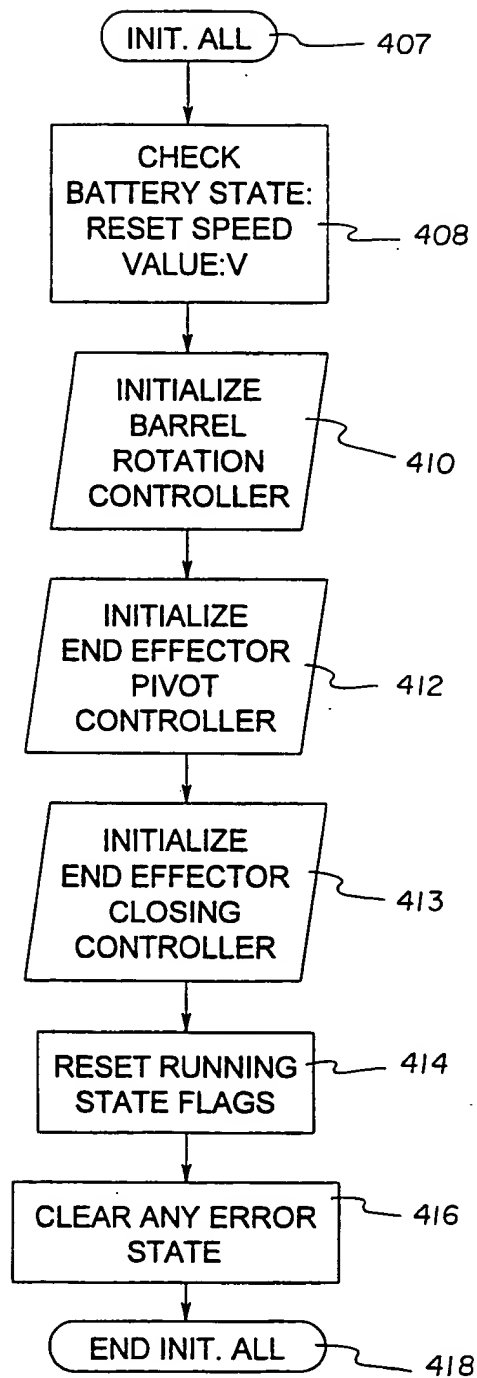 INIT. ALL
407
CHECK
BATTERY STATE:
RESET SPEED
VALUE:V
408
INITIALIZE
BARREL
ROTATION
CONTROLLER
410
INITIALIZE
END EFFECTOR
PIVOT
CONTROLLER
412
INITIALIZE
END EFFECTOR
CLOSING
CONTROLLER
413
RESET RUNNING
STATE FLAGS
414
CLEAR ANY ERROR
STATE
416
END INIT. ALL
418